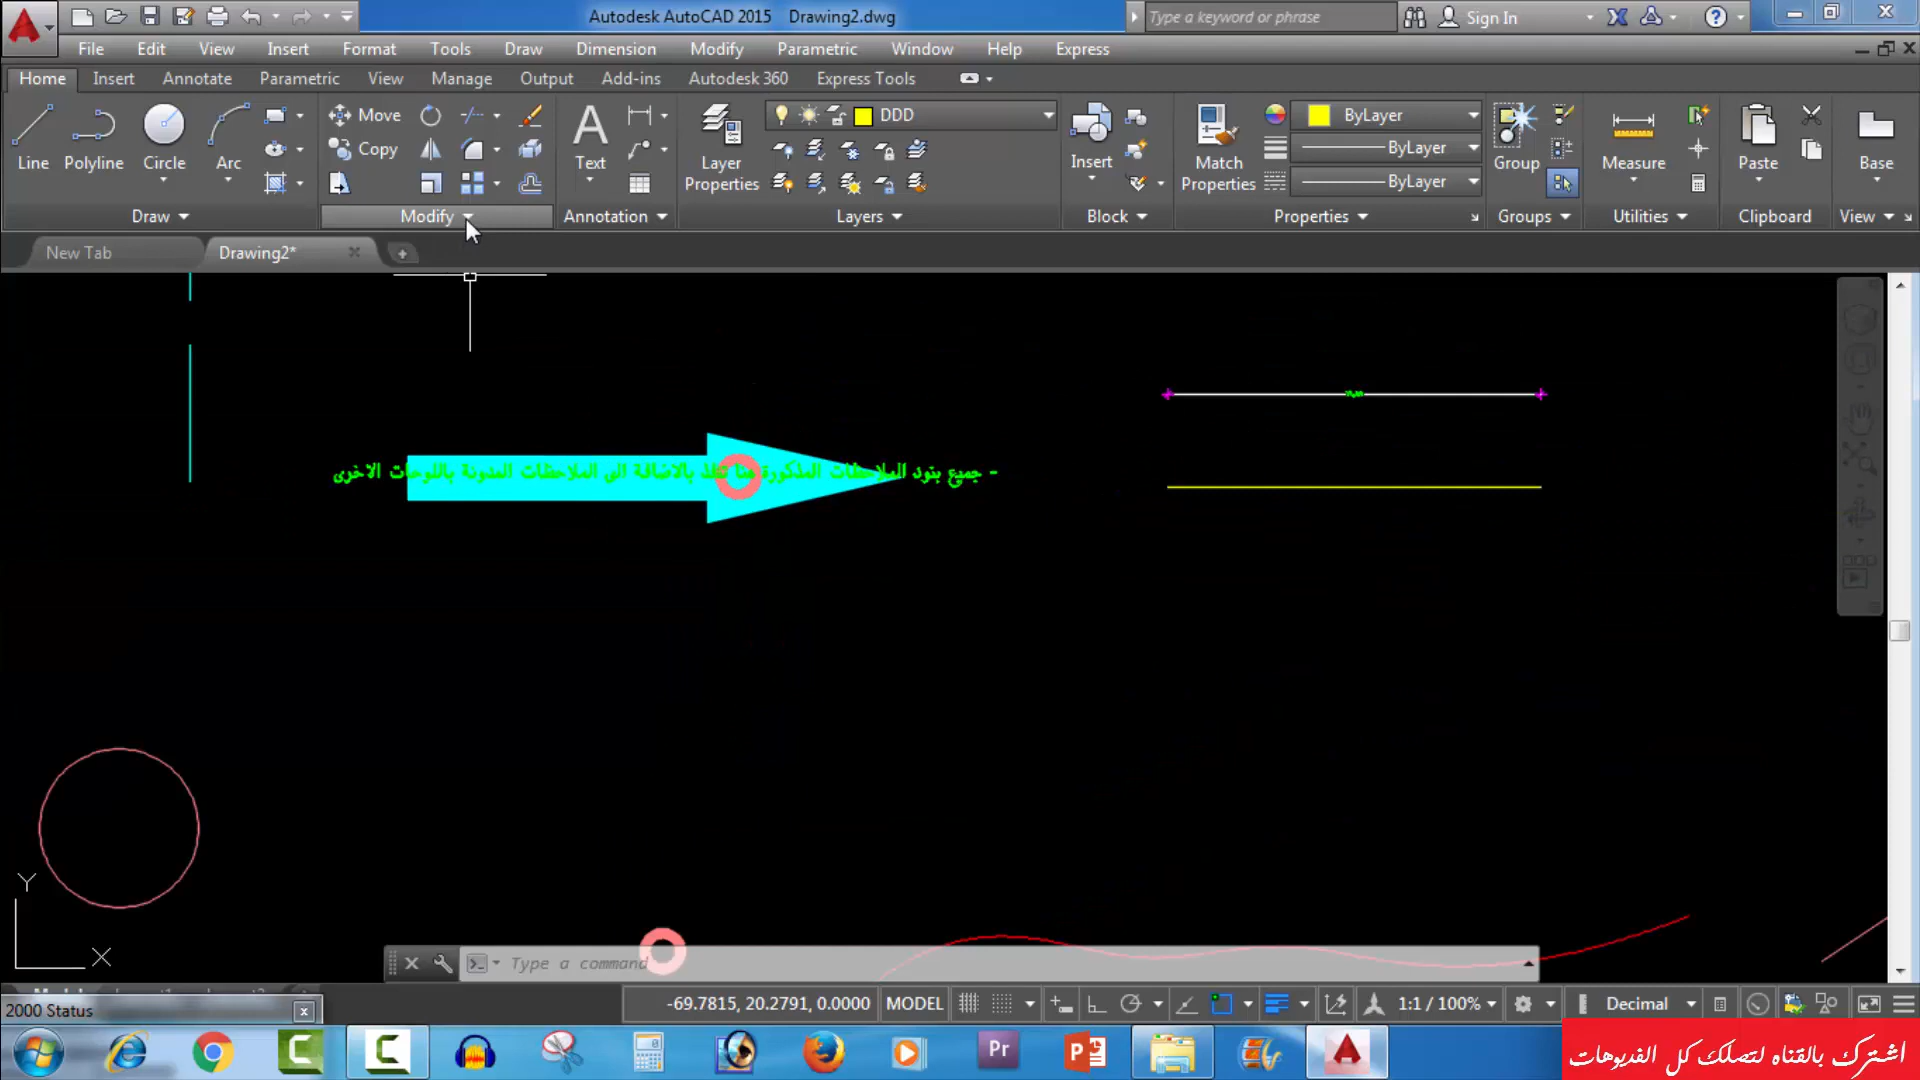 Autodesk AutoCAD 2015 Drawing2.dwg
Type a keyword or phrase
Sign In
File Edit View Insert Format Tools Draw Dimension Modify Parametric Window Help Express
Home Insert Annotate Parametric View Manage Output Add-ins Autodesk 360 Express Tools
Move
DDD
ByLayer
Copy
ByLayer
Line Polyline Circle Arc Text Layer Properties Insert Match Properties Group Measure Paste Base
ByLayer
Draw Modify Annotation Layers Block Properties Groups Utilities Clipboard View
New Tab Drawing2*
- جميع بنود الملاحظات المذكورة هنا تنفذ بالاضافة الى الملاحظات المدونة باللوحات الاخرى
Y
X
Type a command
2000 Status
-69.7815, 20.2791, 0.0000 MODEL 1:1 / 100% Decimal
Pr
اشترك بالقناه لتصلك كل الفديوهات